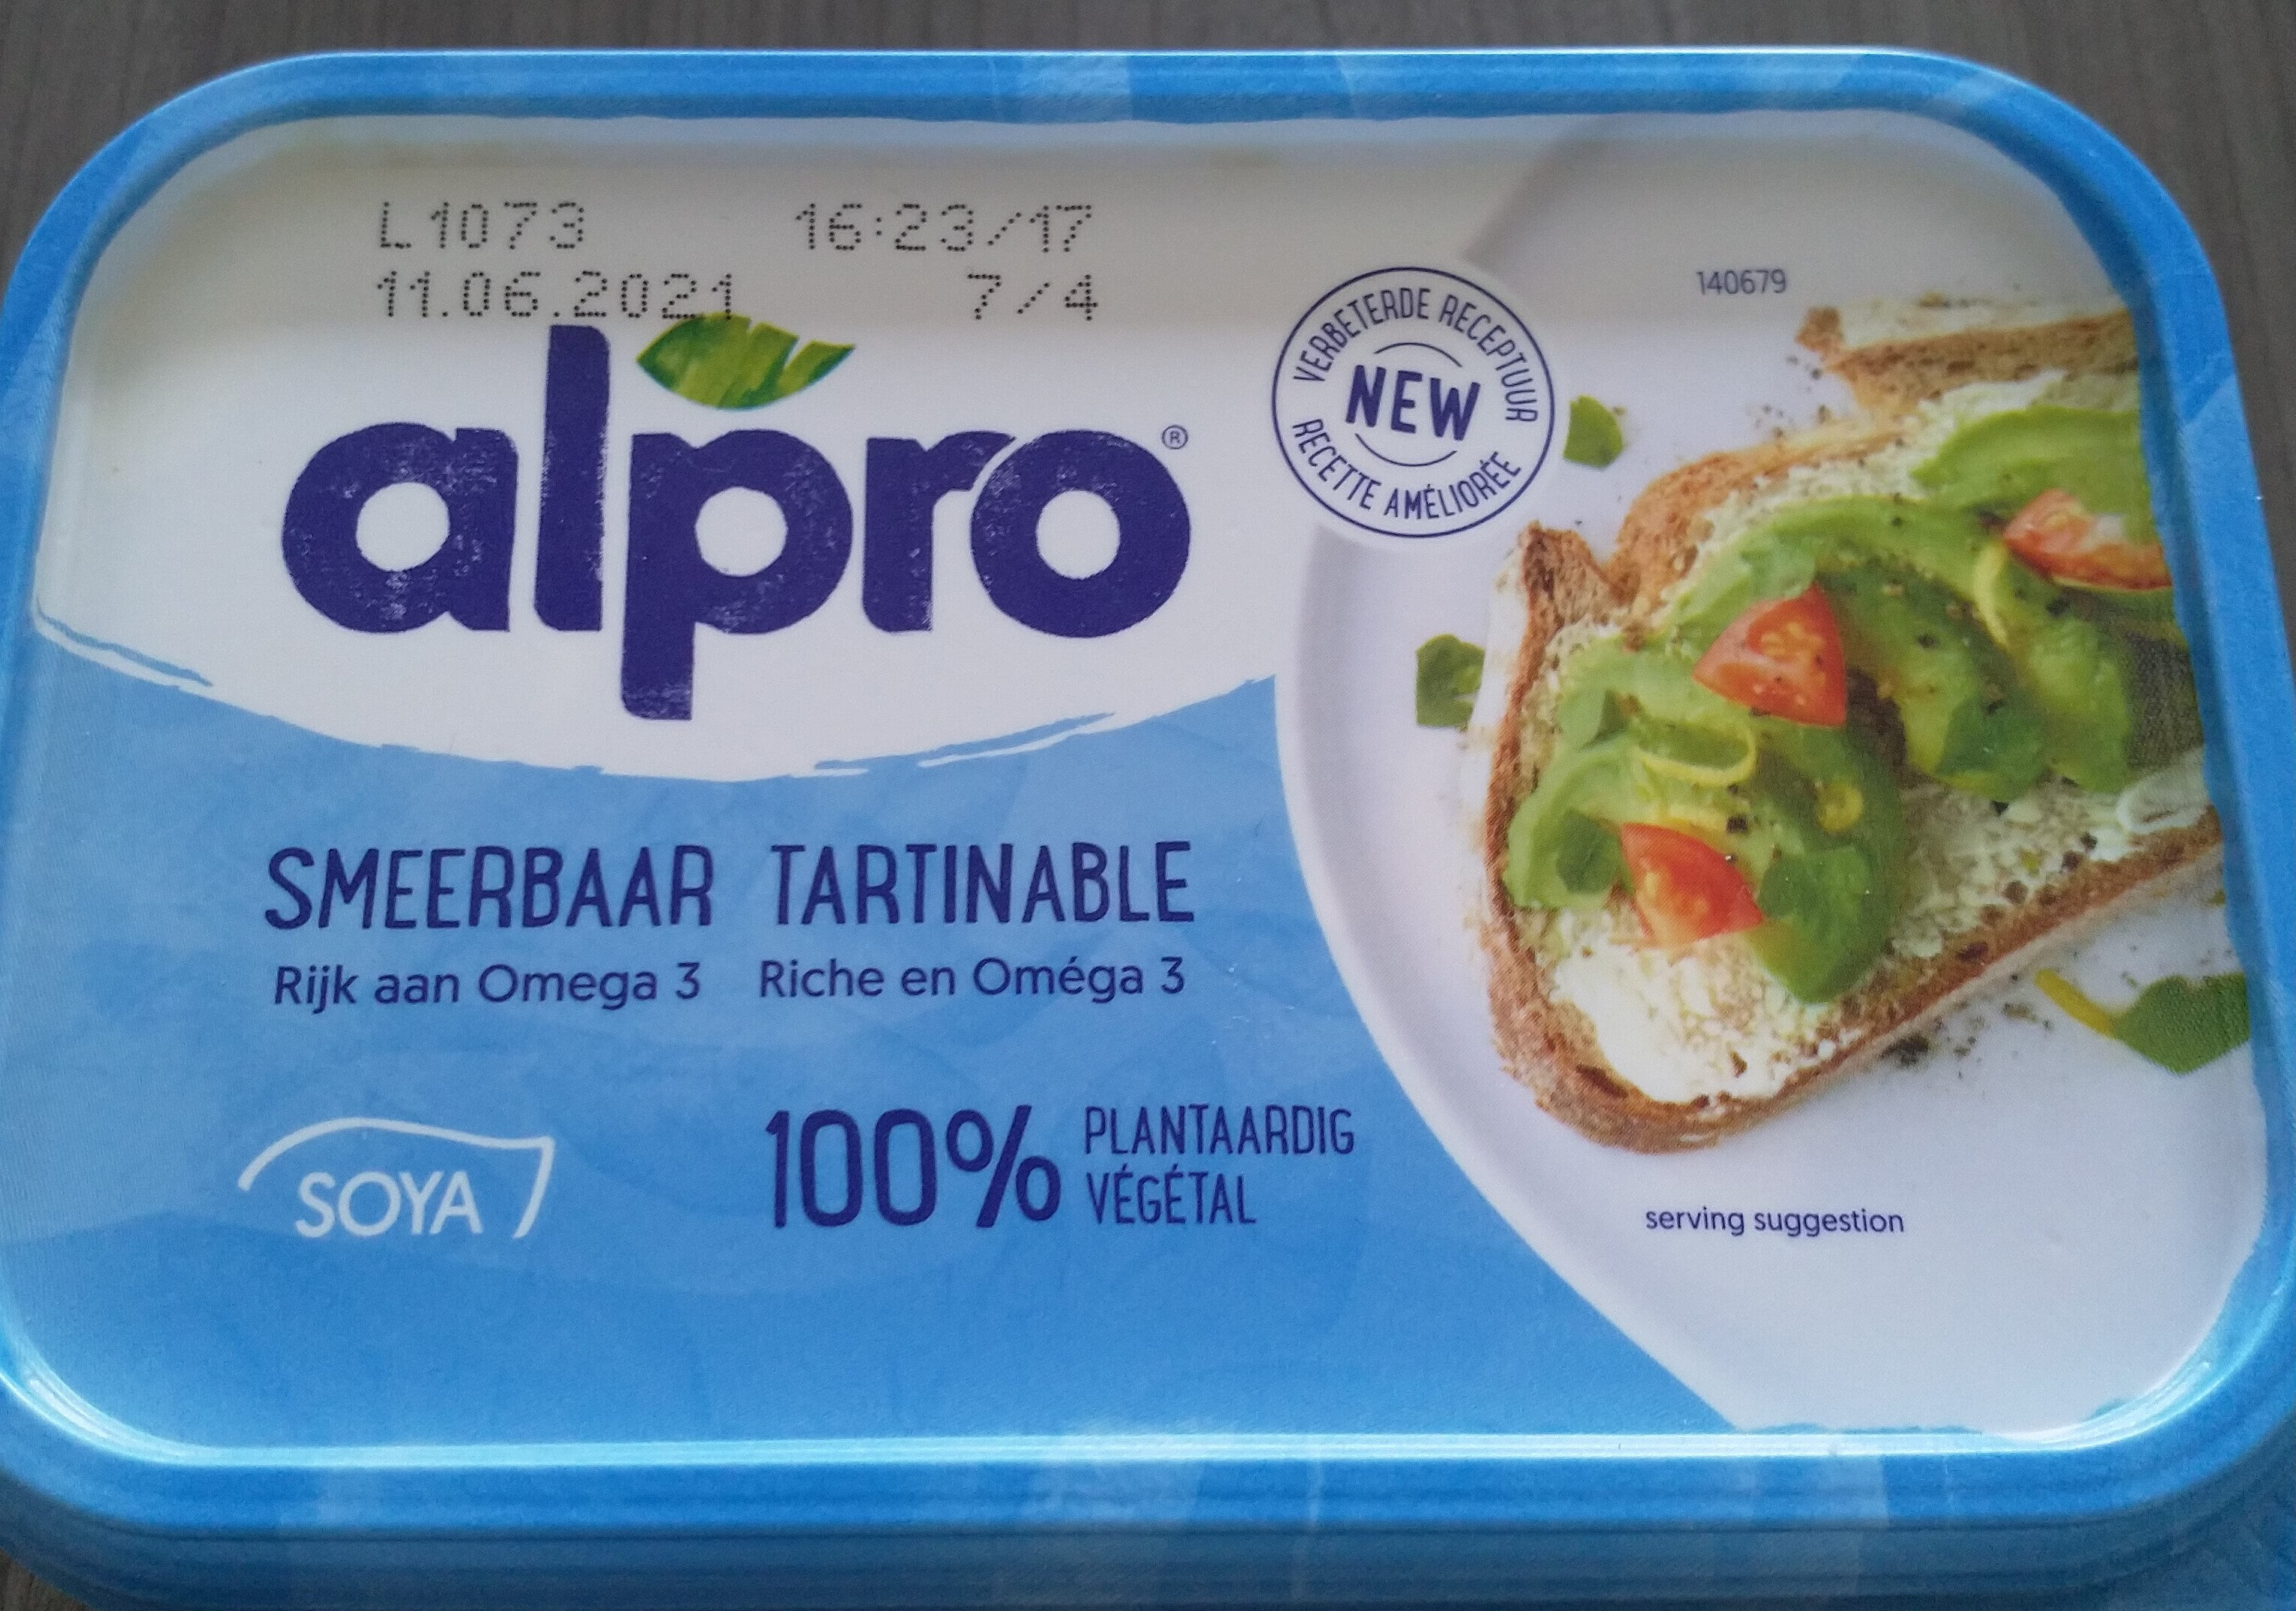 L1073 16:23/17
11.06.2021 7/4
alpro®
140679
VERBETERDE RECEPTUUR
NEW
RECETTE AMÉLIORÉE
SMEERBAAR TARTINABLE
Rijk aan Omega 3 Riche en Oméga 3
SOYA
100% PLANTAARDIG
VÉGÉTAL
serving suggestion